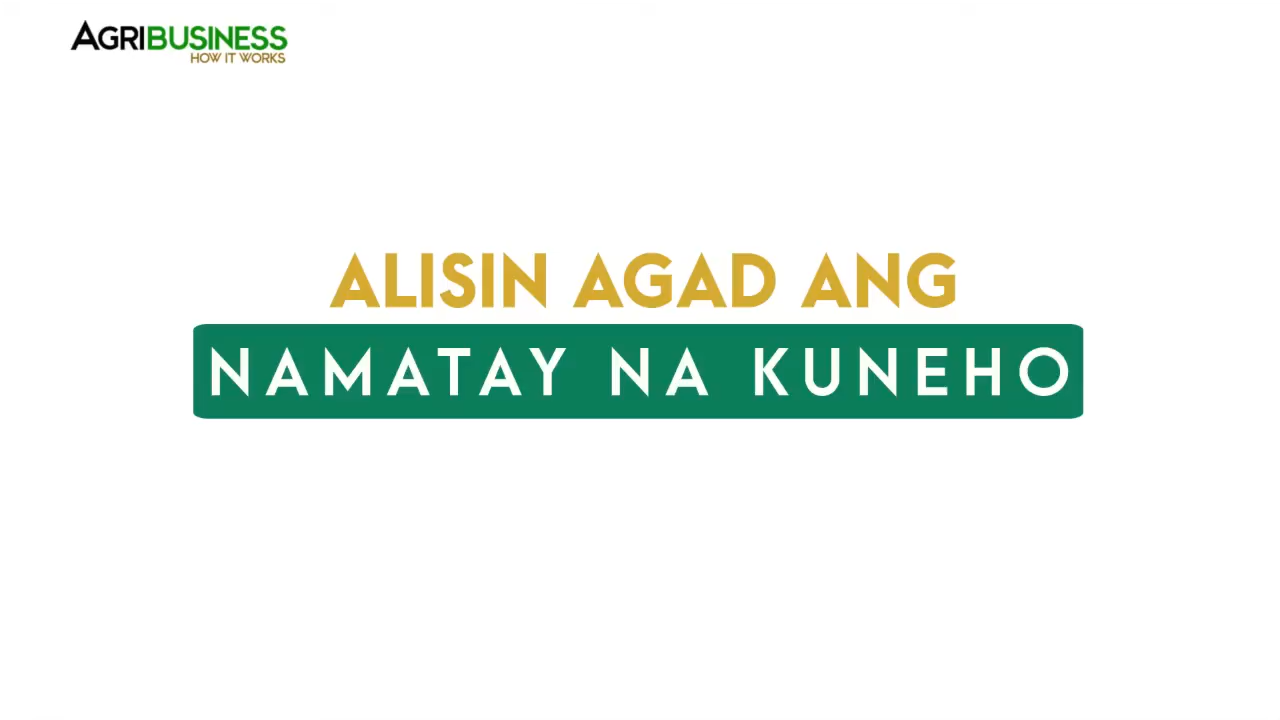 AGRIBUSINESS
HOW IT WORKS
ALISIN AGAD ANG
NAMATAY NA KUNEHO